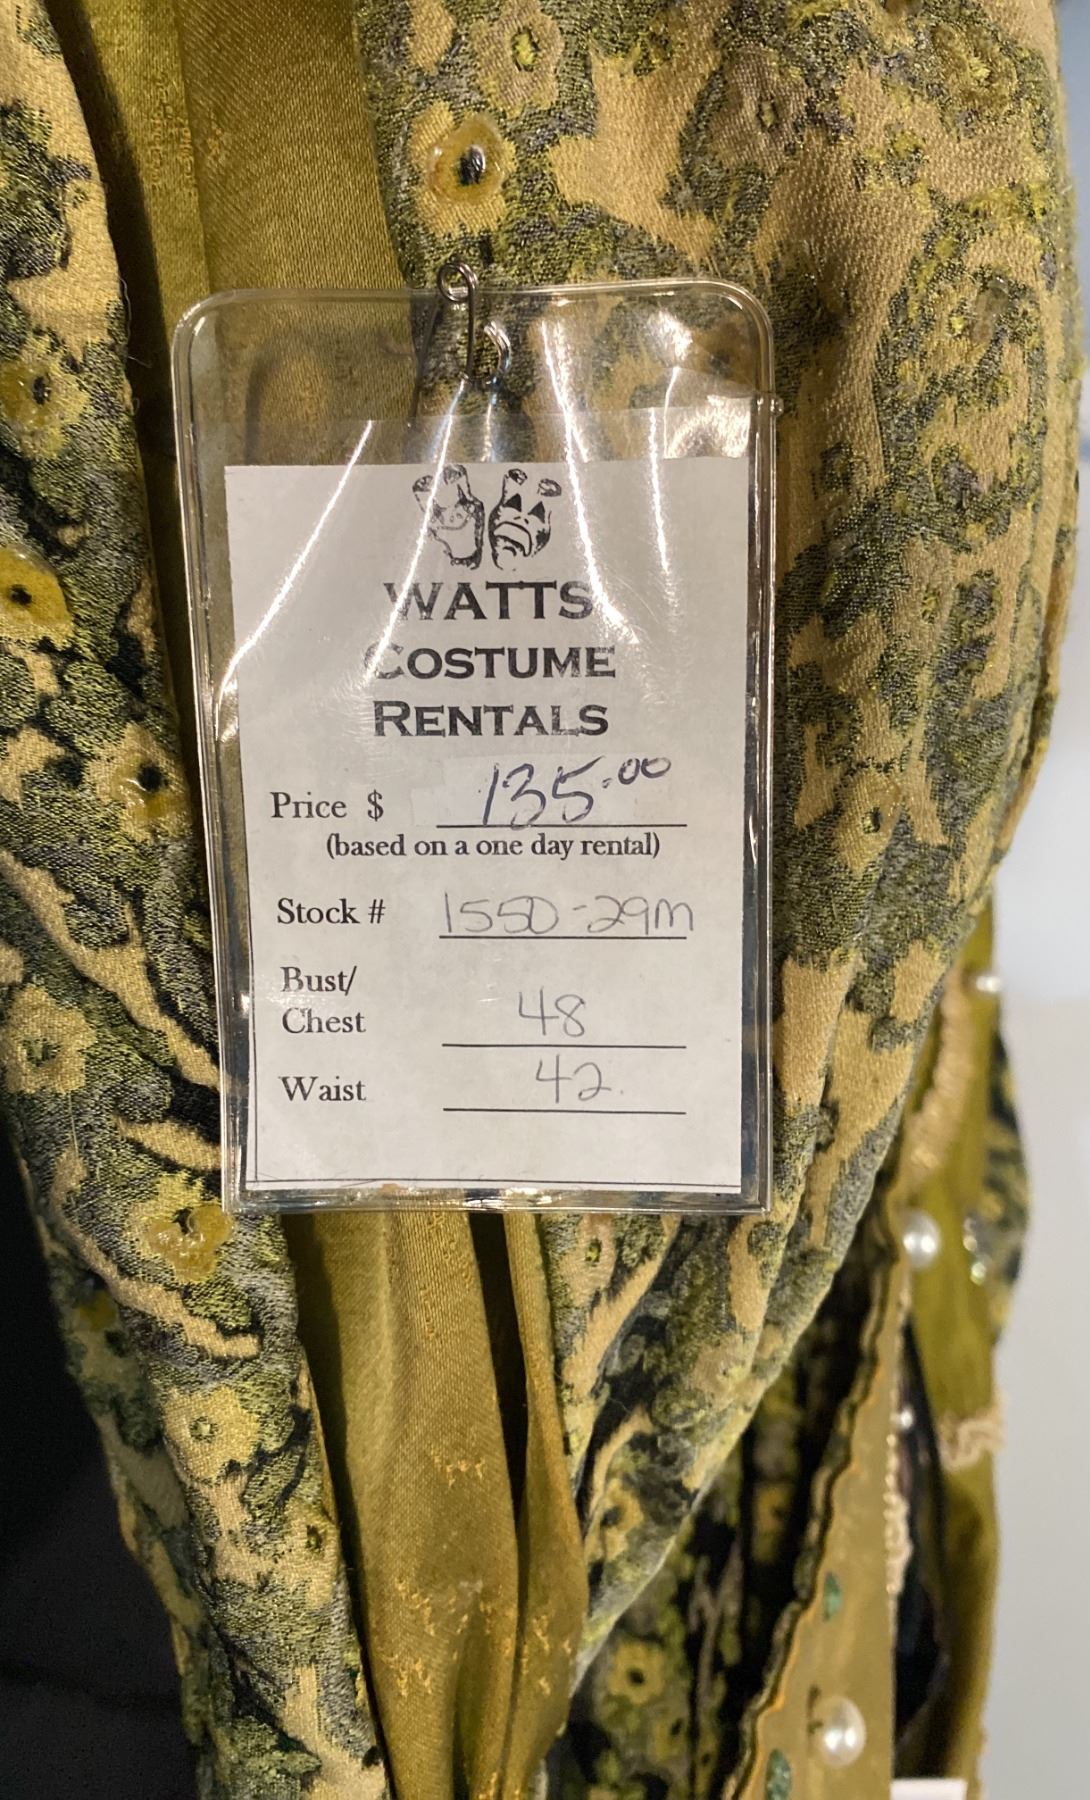 WATTS
COSTUME
RENTALS
Price $ 135.00
(based on a one day rental)
Stock # 1550-29M
Bust/
Chest 48
Waist 42.